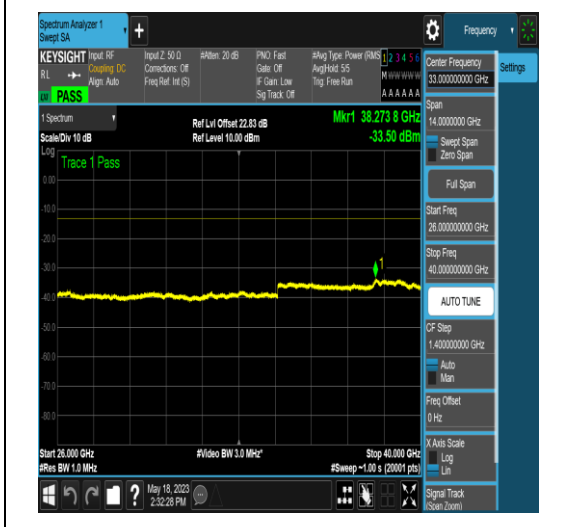 Spectrum Analyzer 1
Swept SA
+
Frequency
KEYSIGHT
RL
PASS
Input: RF
Coupling: DC
Align: Auto
Input Z: 50 Ω
Corrections: Off
Freq Ref: Int (S)
#Atten: 20 dB
PNO: Fast
Gate: Off
IF Gain: Low
Sig Track: Off
#Avg Type: Power (RMS
Avg|Hold: 5/5
Trig: Free Run
1 2 3 4 5 6
M W W W W W
A A A A A A
1 Spectrum
Scale/Div 10 dB
Ref Lvl Offset 22.83 dB
Ref Level 10.00 dBm
Mkr1 38.273 8 GHz
-33.50 dBm
Log
Trace 1 Pass
0.00
-10.0
-20.0
-30.0
-40.0
-50.0
-60.0
-70.0
-80.0
1
Start 26.000 GHz
#Res BW 1.0 MHz
#Video BW 3.0 MHz*
Stop 40.000 GHz
#Sweep ~1.00 s (20001 pts)
?
May 18, 2023
2:32:28 PM
Center Frequency
33.000000000 GHz
Settings
Span
14.0000000 GHz
Swept Span
Zero Span
Full Span
Start Freq
26.000000000 GHz
Stop Freq
40.000000000 GHz
AUTO TUNE
CF Step
1.400000000 GHz
Auto
Man
Freq Offset
0 Hz
X Axis Scale
Log
Lin
Signal Track
(Span Zoom)